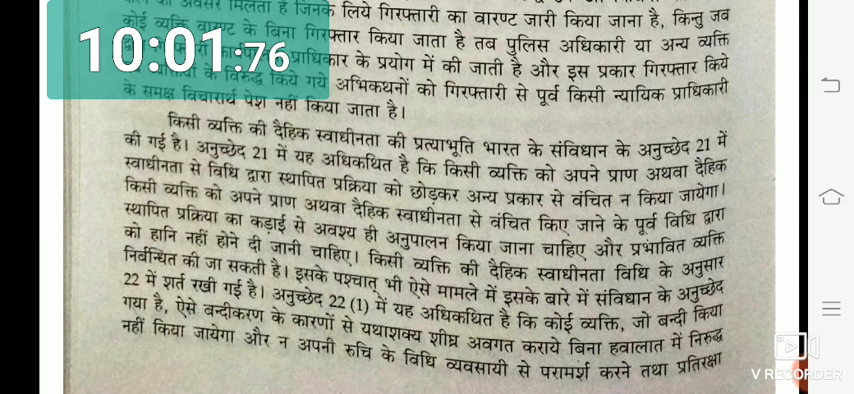 10:01:76
अवसर मिलता है जिनके लिये गिरफ्तारी का वारण्ट जारी किया जाना है, किन्तु जब
कोई व्यक्ति वारण्ट के बिना गिरफ्तार किया जाता है तब पुलिस अधिकारी या अन्य व्यक्ति
प्राधिकार के प्रयोग में की जाती है और इस प्रकार गिरफ्तार किये
के विरुद्ध किये गये अभिकथनों को गिरफ्तारी से पूर्व किसी न्यायिक प्राधिकारी
के समक्ष विचारार्थ पेश नहीं किया जाता है।
किसी व्यक्ति की दैहिक स्वाधीनता की प्रत्याभूति भारत के संविधान के अनुच्छेद 21 में
की गई है। अनुच्छेद 21 में यह अधिकथित है कि किसी व्यक्ति को अपने प्राण अथवा दैहिक
स्वाधीनता से विधि द्वारा स्थापित प्रक्रिया को छोड़कर अन्य प्रकार से वंचित न किया जायेगा।
किसी व्यक्ति को अपने प्राण अथवा दैहिक स्वाधीनता से वंचित किए जाने के पूर्व विधि द्वारा
स्थापित प्रक्रिया का कड़ाई से अवश्य ही अनुपालन किया जाना चाहिए और प्रभावित व्यक्ति
को हानि नहीं होने दी जानी चाहिए। किसी व्यक्ति की दैहिक स्वाधीनता विधि के अनुसार
निर्बन्धित की जा सकती है। इसके पश्चात् भी ऐसे मामले में इसके बारे में संविधान के अनुच्छेद
22 में शर्त रखी गई है। अनुच्छेद 22 (1) में यह अधिकथित है कि कोई व्यक्ति, जो बन्दी किया
गया है, ऐसे बन्दीकरण के कारणों से यथाशक्य शीघ्र अवगत कराये बिना हवालात में निरुद्ध
नहीं किया जायेगा और न अपनी रुचि के विधि व्यवसायी से परामर्श करने तथा प्रतिरक्षा
V RECORDER